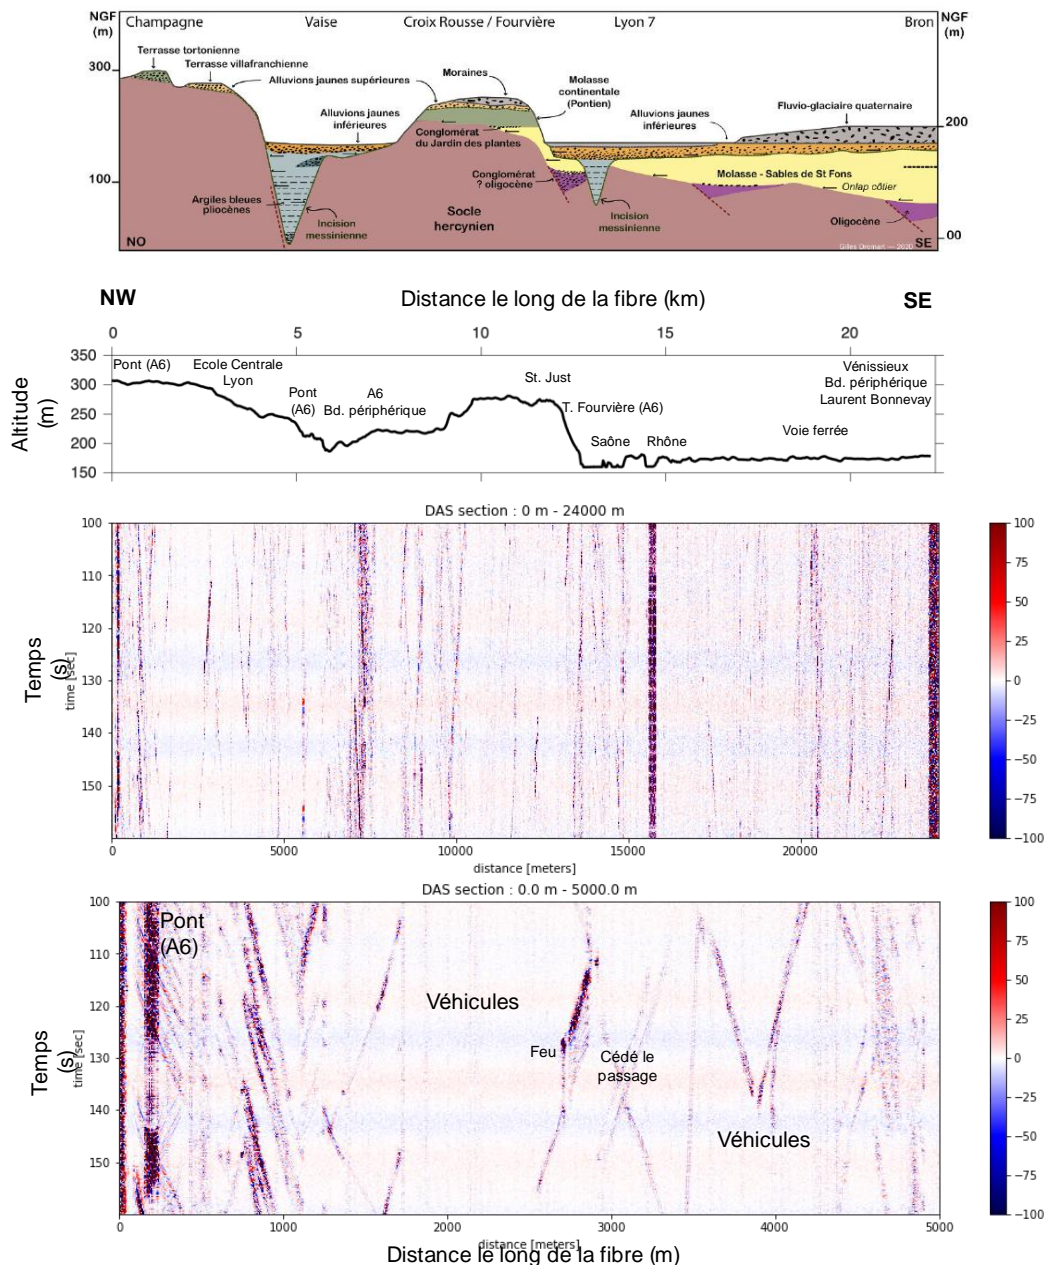 NGF
(m)
Champagne
Vaise
Croix Rousse / Fourvière
Lyon 7
Bron
NGF
(m)
Terrasse tortonienne
Terrasse villafranchienne
Alluvions jaunes supérieures
Moraines
Molasse
continentale
(Pontien)
Alluvions jaunes
inférieures
Alluvions jaunes
inférieures
Fluvio-glaciaire quaternaire
300
200
100
00
Conglomérat
du Jardin des plantes
Conglomérat
? oligocène
Molasse - Sables de St Fons
Onlap côtier
Oligocène
Argiles bleues
pliocènes
Incision
messinienne
Socle
hercynien
Incision
messinienne
NO
Gilles Dromart — 2020
SE
NW
Distance le long de la fibre (km)
SE
0 5 10 15 20
350
300
250
200
150
Altitude
(m)
Pont (A6)
Ecole Centrale
Lyon
Pont
(A6)
A6
Bd. périphérique
St. Just
T. Fourvière (A6)
Saône
Rhône
Voie ferrée
Vénissieux
Bd. périphérique
Laurent Bonnevay
DAS section : 0 m - 24000 m
100
110
120
130
140
150
Temps
(s)
time [sec]
0 5000 10000 15000 20000
distance [meters]
100
75
50
25
0
−25
−50
−75
−100
DAS section : 0.0 m - 5000.0 m
100
110
120
130
140
150
Temps
(s)
time [sec]
Pont
(A6)
Véhicules
Feu
Cédé le
passage
Véhicules
0 1000 2000 3000 4000 5000
distance [meters]
Distance le long de la fibre (m)
100
75
50
25
0
−25
−50
−75
−100